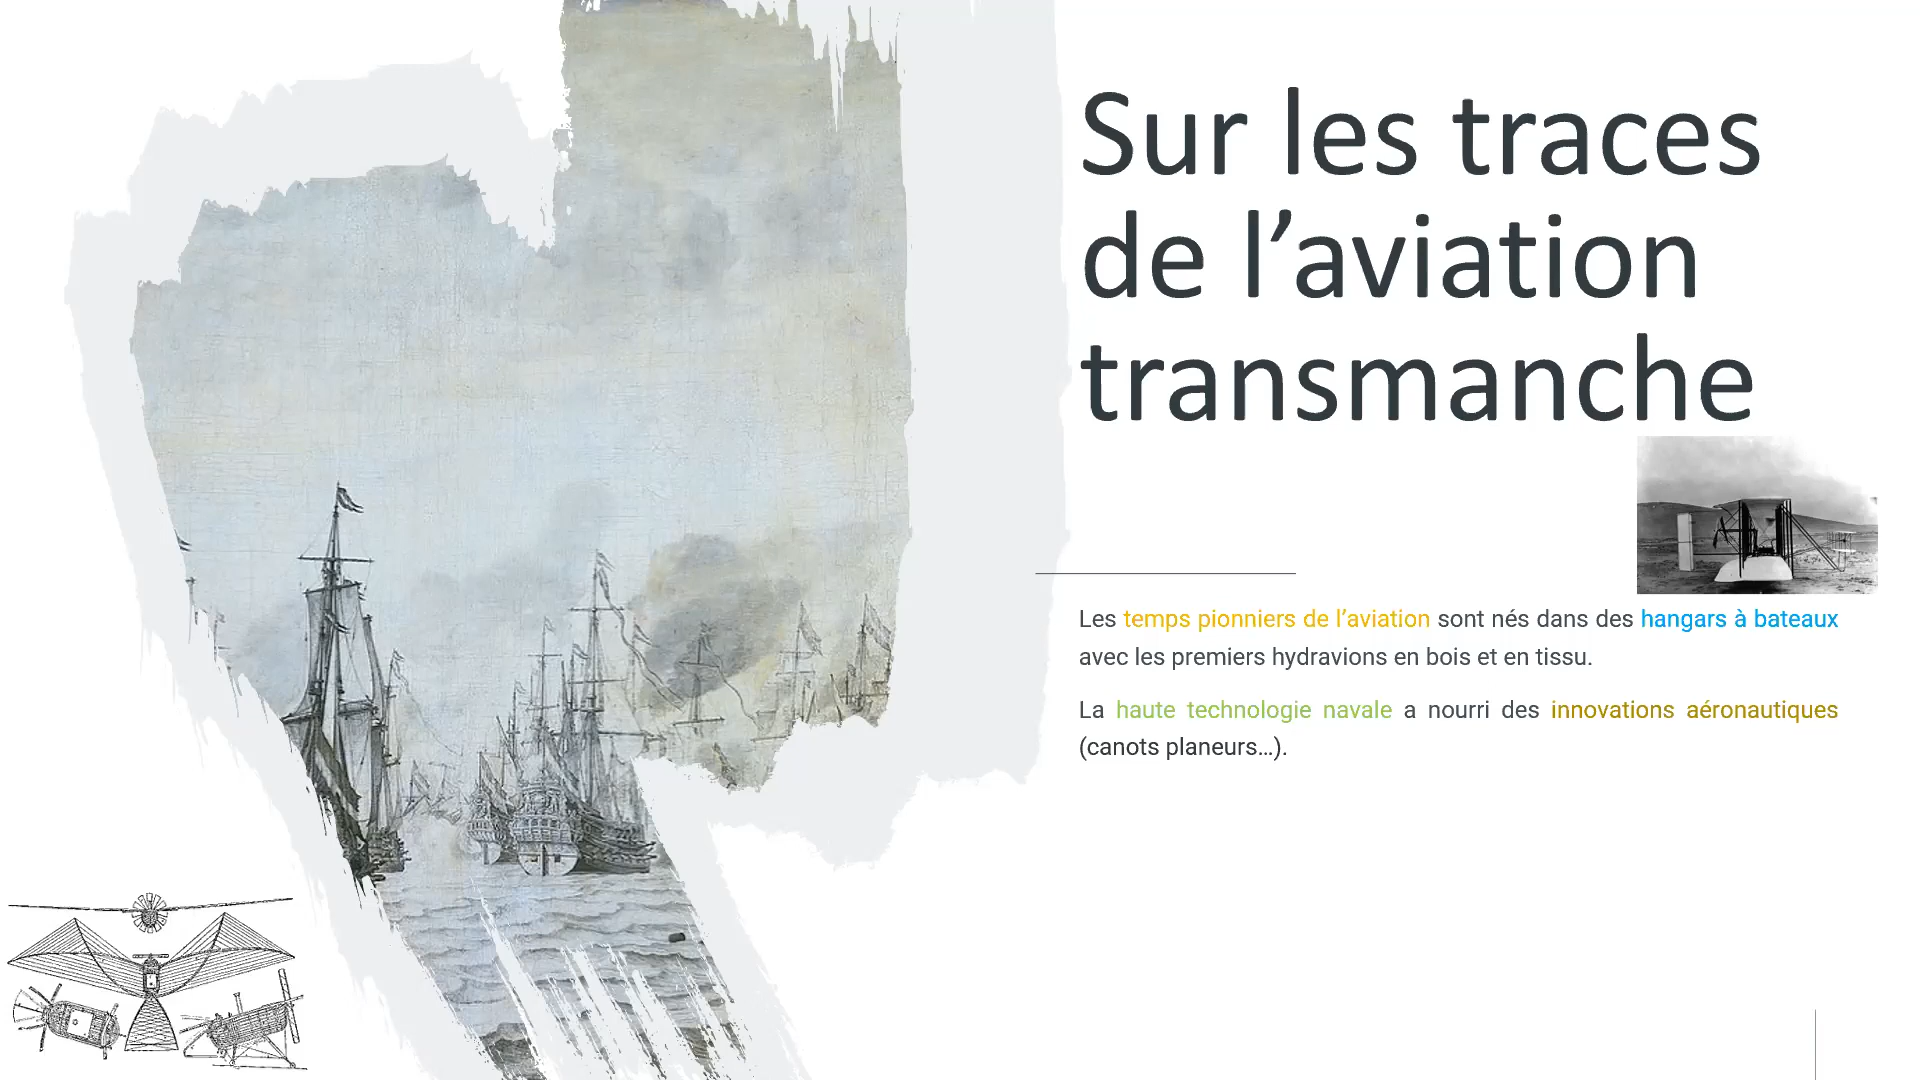 Sur les traces
de l’aviation
transmanche
Les temps pionniers de l’aviation sont nés dans des hangars à bateaux
avec les premiers hydravions en bois et en tissu.
La haute technologie navale a nourri des innovations aéronautiques
(canots planeurs…).